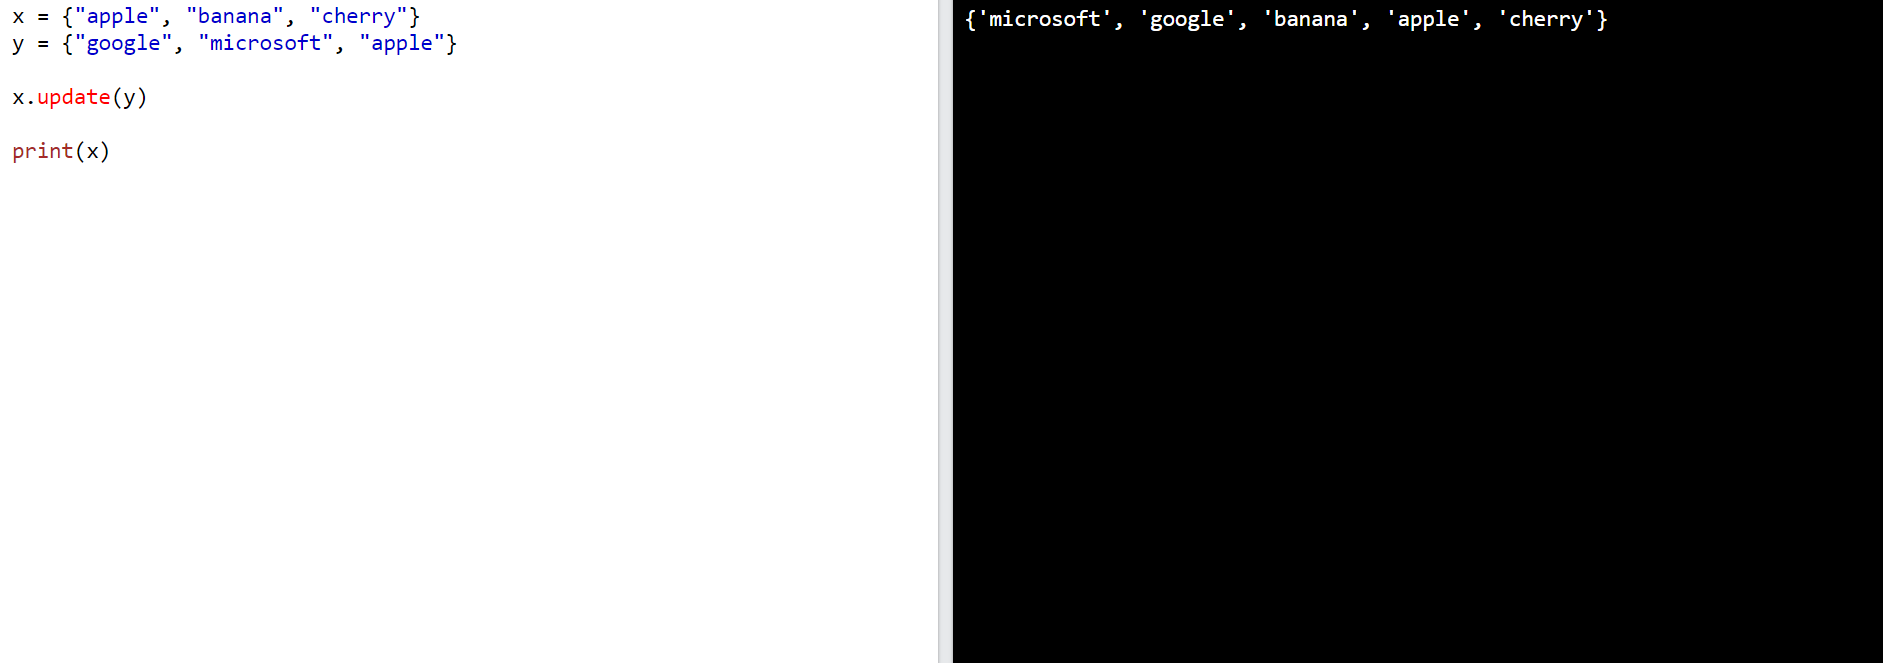 x = {"apple", "banana", "cherry"}
y = {"google", "microsoft", "apple"}
x.update(y)
print(x)
{'microsoft', 'google', 'banana', 'apple', 'cherry'}